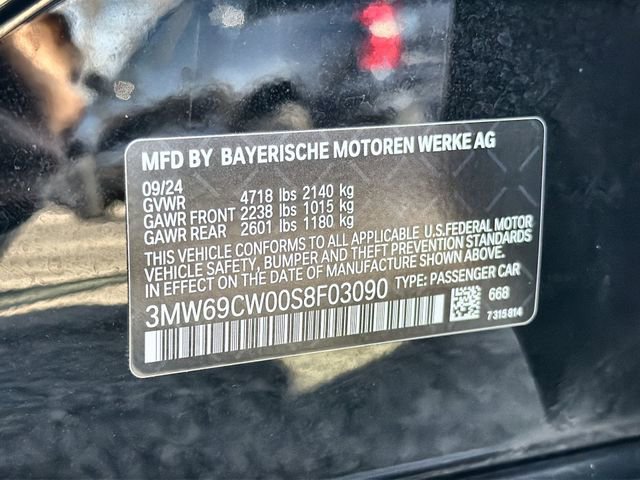 MFD BY BAYERISCHE MOTOREN WERKE AG
09/24
GVWR 4718 lbs 2140 kg
GAWR FRONT 2238 lbs 1015 kg
GAWR REAR 2601 lbs 1180 kg
THIS VEHICLE CONFORMS TO ALL APPLICABLE U.S.FEDERAL MOTOR
VEHICLE SAFETY, BUMPER AND THEFT PREVENTION STANDARDS
IN EFFECT ON THE DATE OF MANUFACTURE SHOWN ABOVE.
3MW69CW00S8F03090 TYPE: PASSENGER CAR
668
7315814